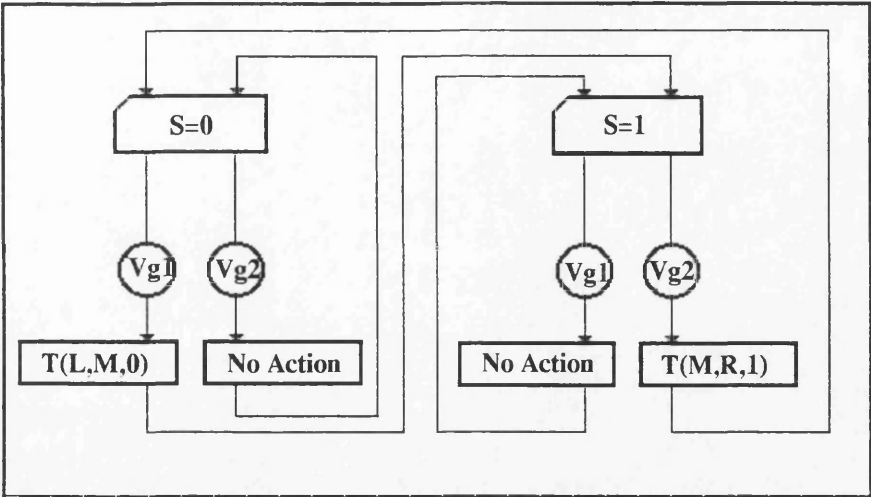 S=0
S=1
Vg1
Vg2
Vg1
Vg2
T(L,M,0)
No Action
No Action
T(M,R,1)